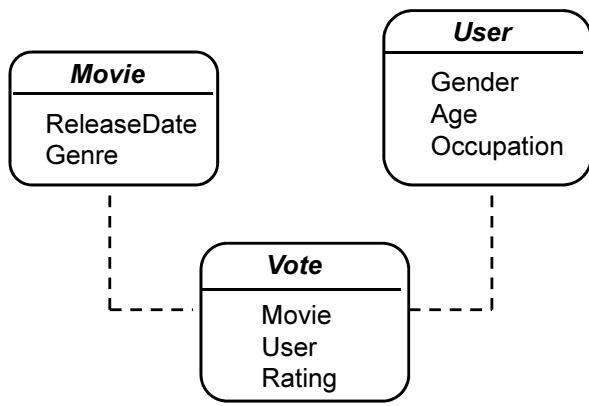 Movie
ReleaseDate
Genre
User
Gender
Age
Occupation
Vote
Movie
User
Rating